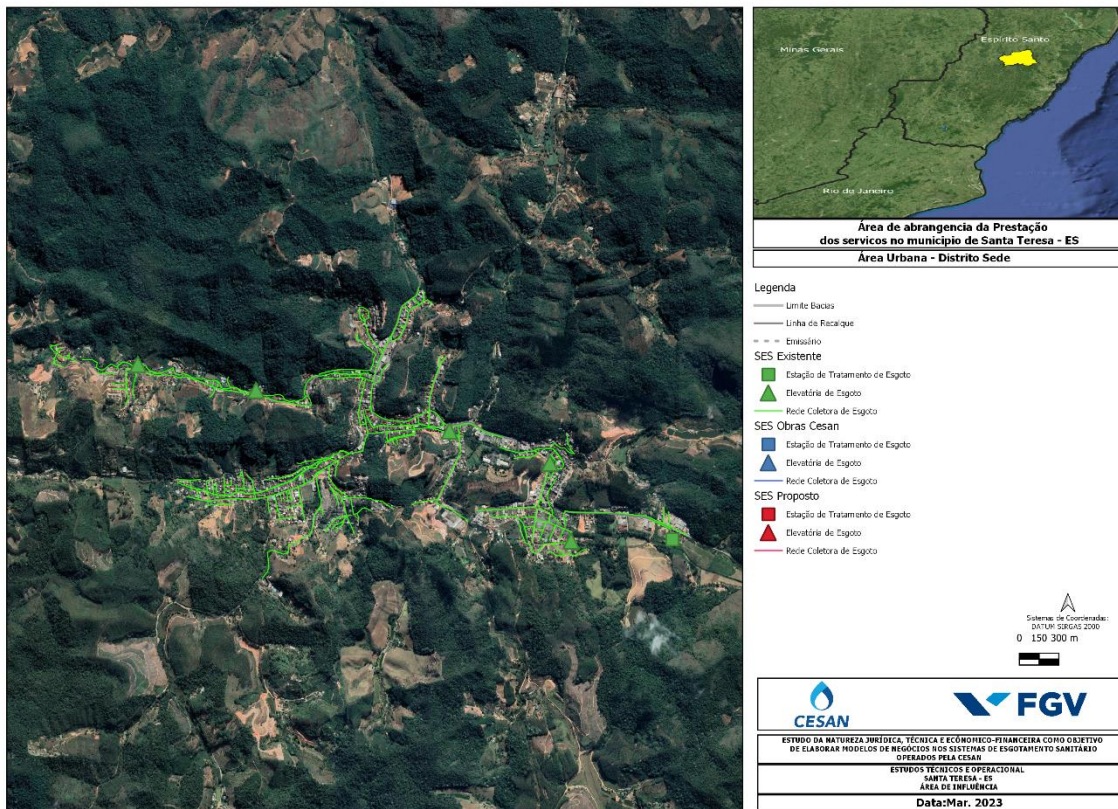 Espírito Santo
Minas Gerais
Rio de Janeiro
Área de abrangencia da Prestação
dos servicos no municipio de Santa Teresa - ES
Área Urbana - Distrito Sede
Legenda
Limite Bacias
Linha de Recalque
Emissário
SES Existente
Estação de Tratamento de Esgoto
Elevatória de Esgoto
Rede Coletora de Esgoto
SES Obras Cesan
Estação de Tratamento de Esgoto
Elevatória de Esgoto
Rede Coletora de Esgoto
SES Proposto
Estação de Tratamento de Esgoto
Elevatória de Esgoto
Rede Coletora de Esgoto
Sistemas de Coordenadas:
DATUM SIRGAS 2000
0 150 300 m
CESAN
FGV
ESTUDO DA NATUREZA JURÍDICA, TÉCNICA E ECÔNOMICO-FINANCEIRA COMO OBJETIVO
DE ELABORAR MODELOS DE NEGÓCIOS NOS SISTEMAS DE ESGOTAMENTO SANITÁRIO
OPERADOS PELA CESAN
ESTUDOS TÉCNICOS E OPERACIONAL
SANTA TERESA - ES
ÁREA DE INFLUÊNCIA
Data:Mar. 2023